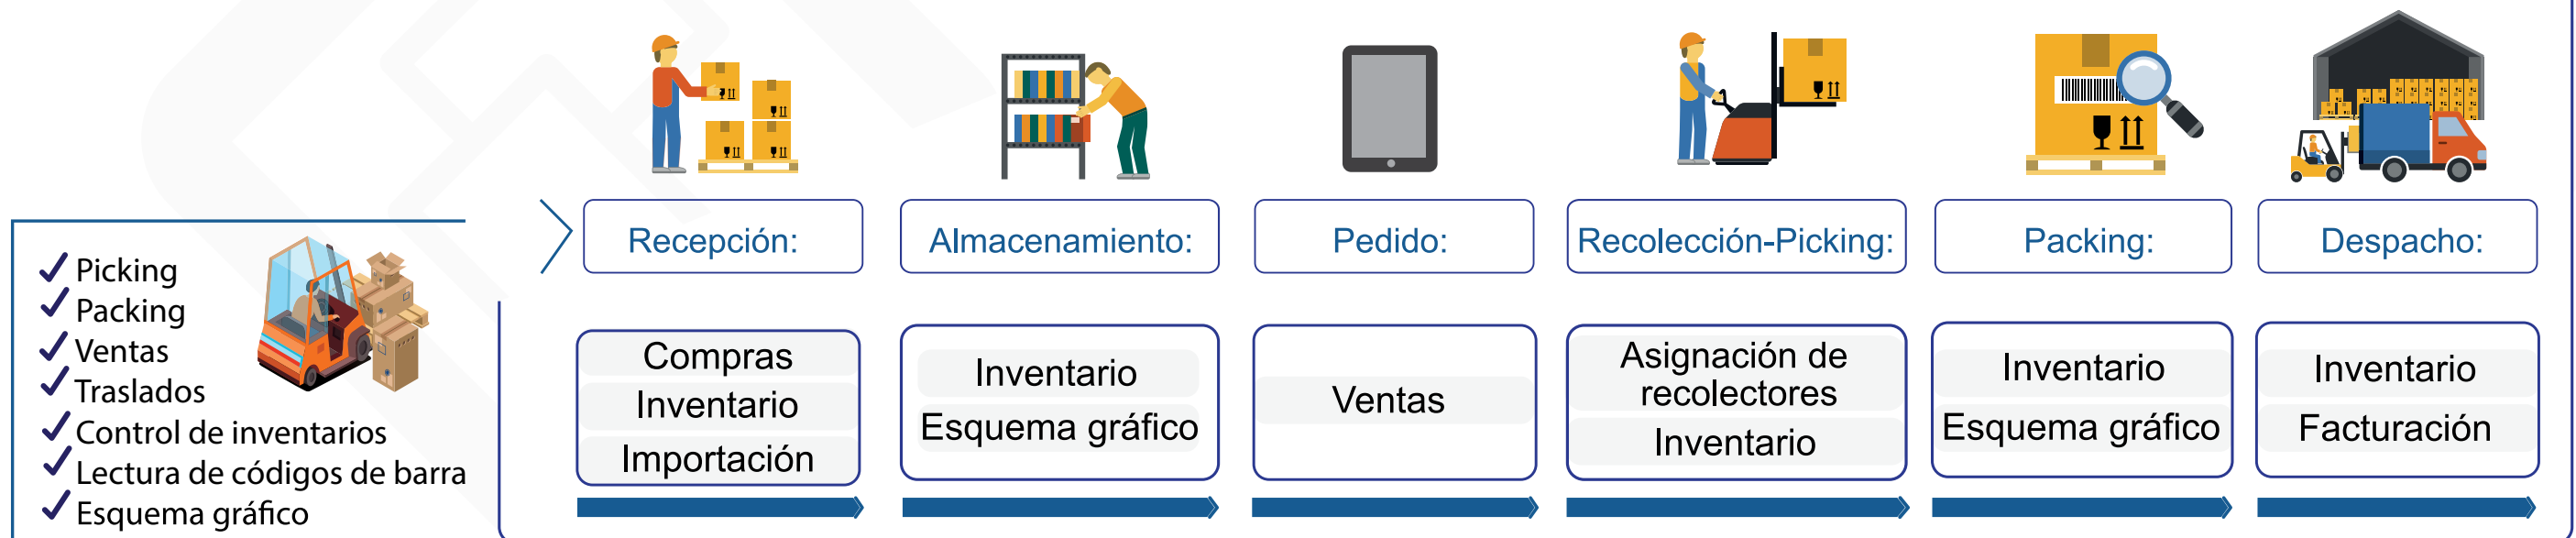 Picking
Packing
Ventas
Traslados
Control de inventarios
Lectura de códigos de barra
Esquema gráfico
Recepción:
Compras
Inventario
Importación
Almacenamiento:
Inventario
Esquema gráfico
Pedido:
Ventas
Recolección-Picking:
Asignación de
recolectores
Inventario
Packing:
Inventario
Esquema gráfico
Despacho:
Inventario
Facturación